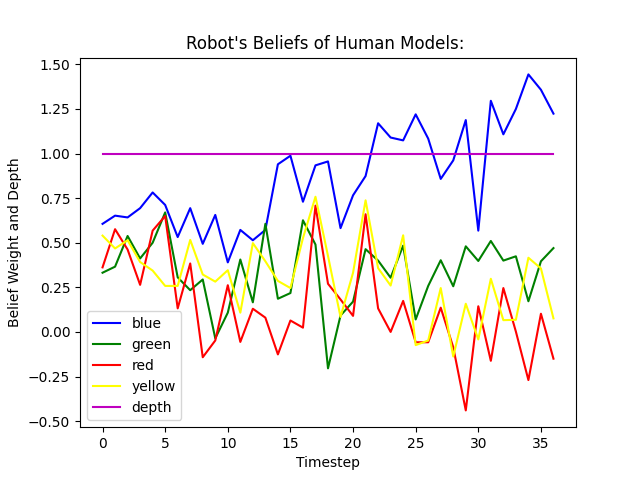 Robot's Beliefs of Human Models:
Belief Weight and Depth
1.50
1.25
1.00
0.75
0.50
0.25
0.00
−0.25
−0.50
blue
green
red
yellow
depth
0 5 10 15 20 25 30 35
Timestep